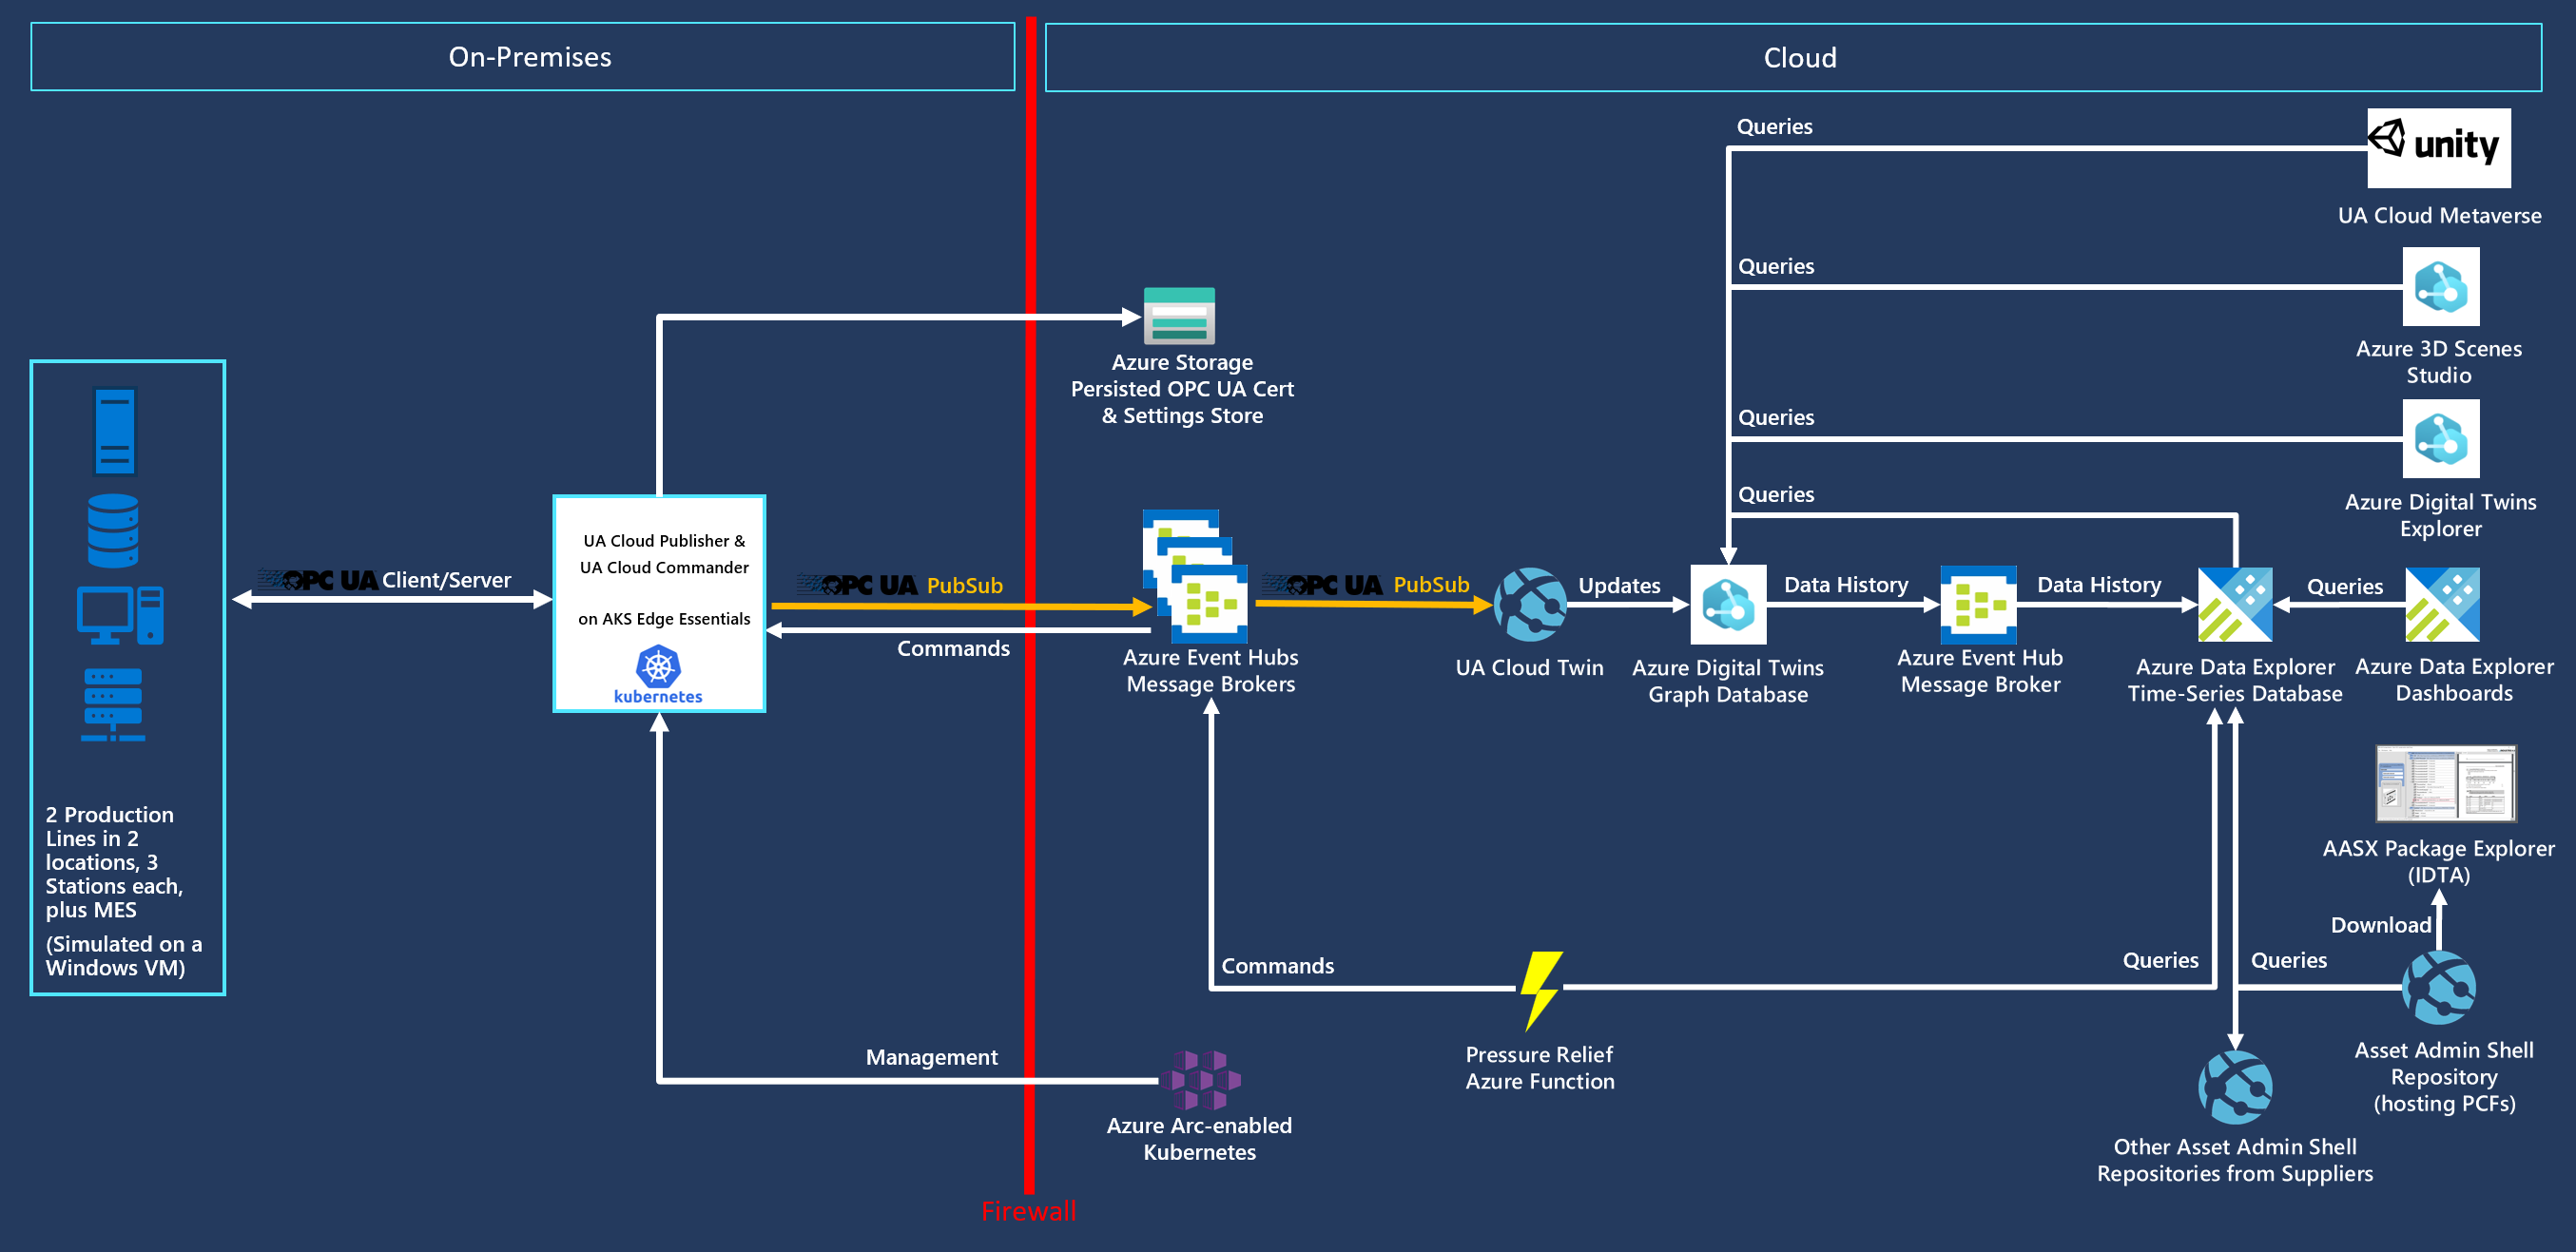 On-Premises
Cloud
Queries
unity
UA Cloud Metaverse
Queries
Azure 3D Scenes
Studio
Azure Storage
Persisted OPC UA Cert
& Settings Store
Queries
Azure Digital Twins
Explorer
Queries
UA Cloud Publisher &
UA Cloud Commander
on AKS Edge Essentials
kubernetes
OPC UA Client/Server
OPC UA PubSub
Commands
Azure Event Hubs
Message Brokers
OPC UA PubSub
UA Cloud Twin
Updates
Azure Digital Twins
Graph Database
Data History
Azure Event Hub
Message Broker
Data History
Azure Data Explorer
Time-Series Database
Queries
Azure Data Explorer
Dashboards
2 Production
Lines in 2
locations, 3
Stations each,
plus MES
(Simulated on a
Windows VM)
AASX Package Explorer
(IDTA)
Download
Commands
Queries
Queries
Pressure Relief
Azure Function
Asset Admin Shell
Repository
(hosting PCFs)
Management
Azure Arc-enabled
Kubernetes
Other Asset Admin Shell
Repositories from Suppliers
Firewall